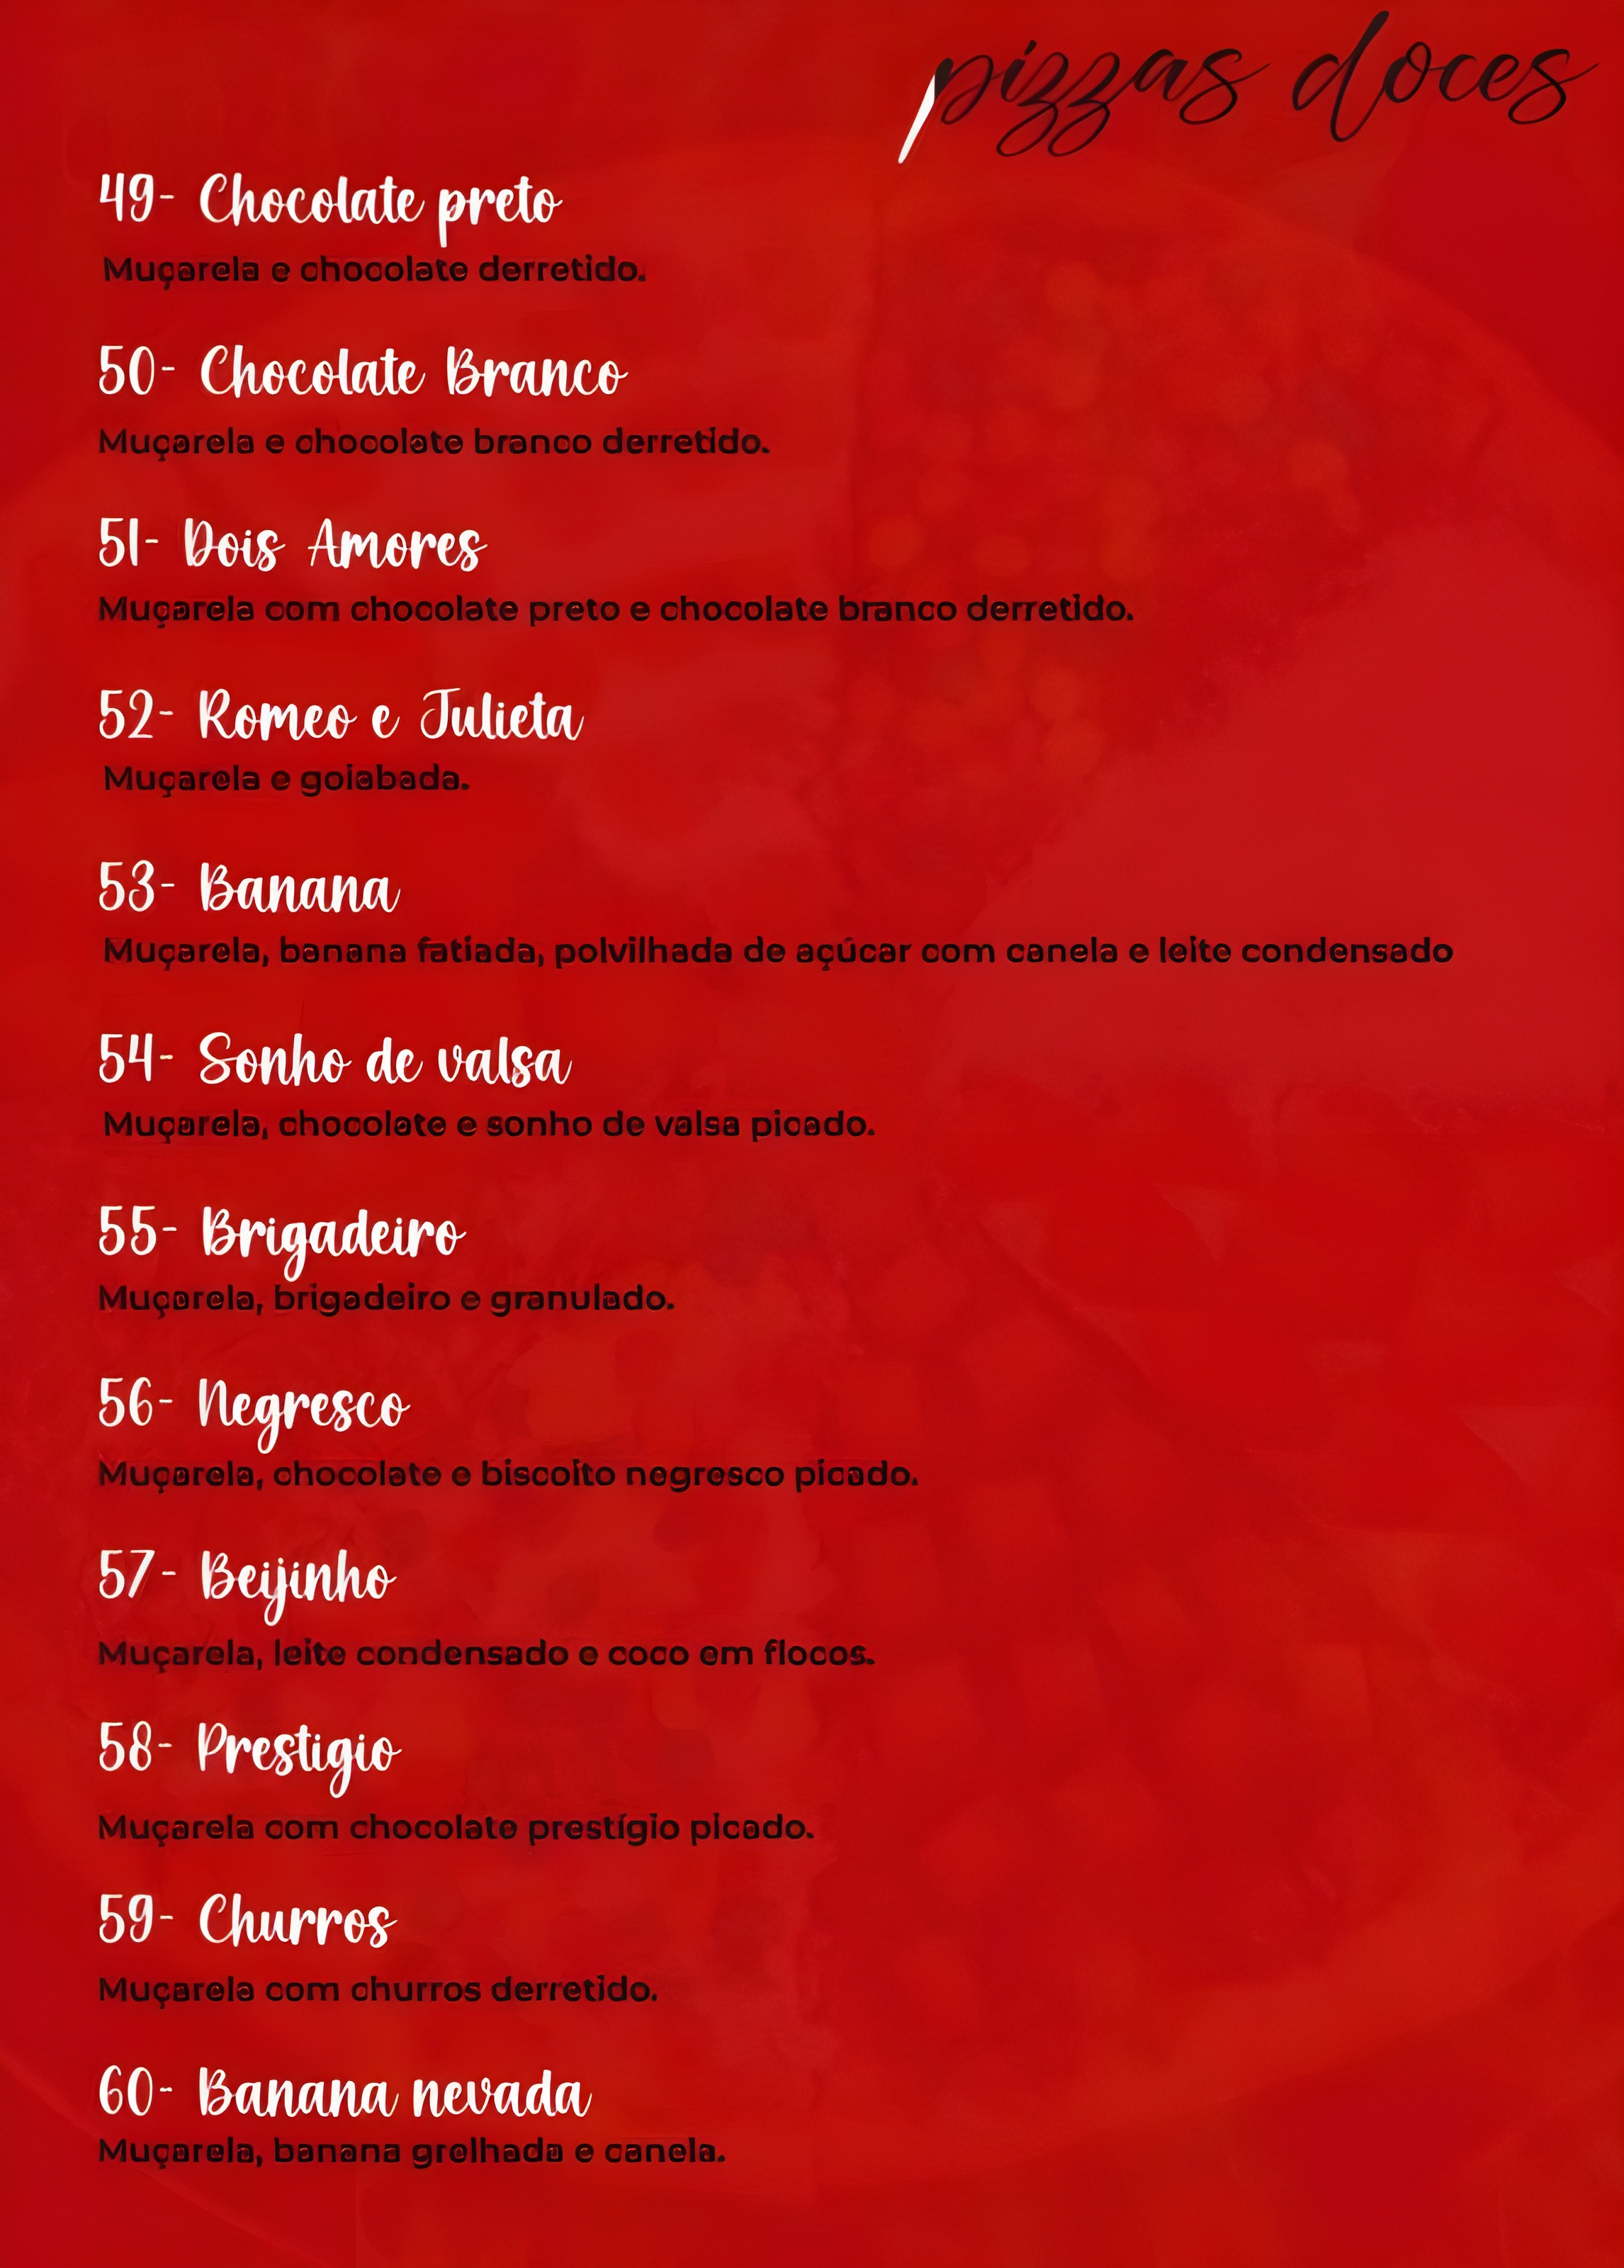 pizzas doces
49- Chocolate preto
Muçarela e chocolate derretido.
50- Chocolate Branco
Muçarela e chocolate branco derretido.
51- Dois Amores
Muçarela com chocolate preto e chocolate branco derretido.
52- Romeo e Julieta
Muçarela e goiabada.
53- Banana
Muçarela, banana fatiada, polvilhada de açúcar com canela e leite condensado
54- Sonho de valsa
Muçarela, chocolate e sonho de valsa picado.
55- Brigadeiro
Muçarela, brigadeiro e granulado.
56- Negresco
Muçarela, chocolate e biscoito negresco picado.
57- Beijinho
Muçarela, leite condensado e coco em flocos.
58- Prestigio
Muçarela com chocolate prestígio picado.
59- Churros
Muçarela com churros derretido.
60- Banana nevada
Muçarela, banana grelhada e canela.